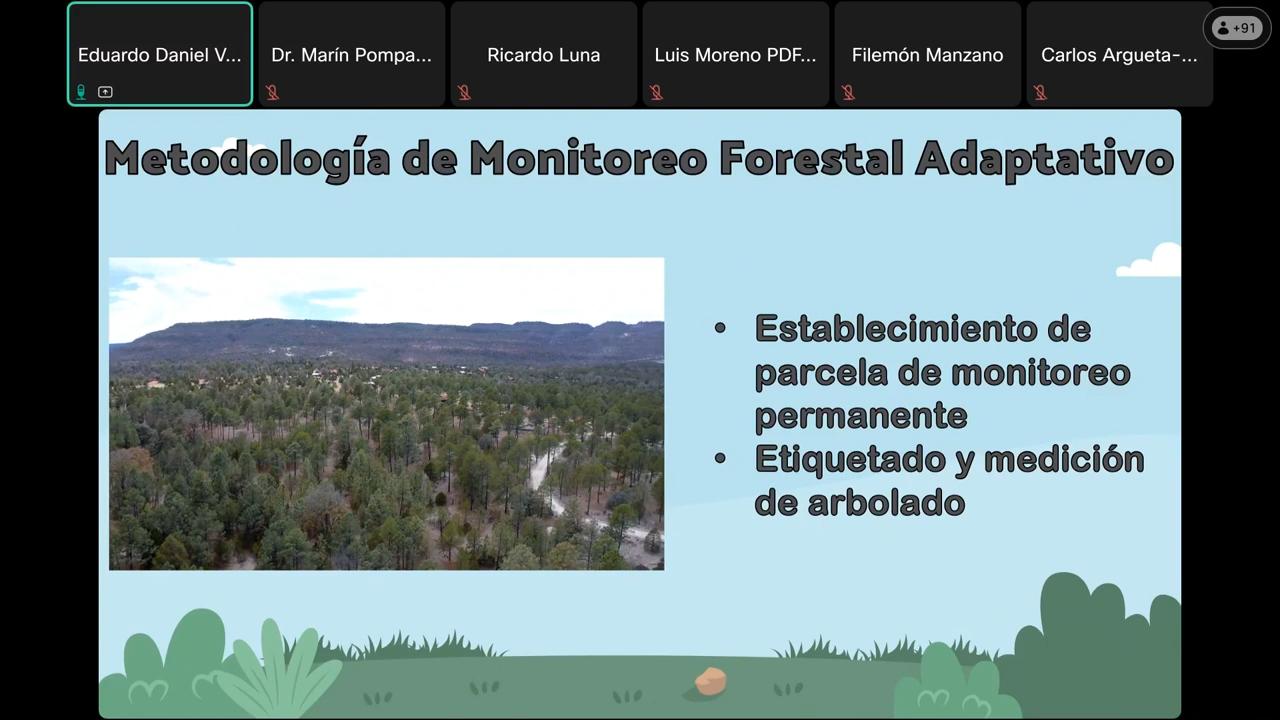 Eduardo Daniel V...
Dr. Marín Pompa...
Ricardo Luna
Luis Moreno PDF...
Filemón Manzano
Carlos Argueta-...
+91
Metodología de Monitoreo Forestal Adaptativo
• Establecimiento de
parcela de monitoreo
permanente
• Etiquetado y medición
de arbolado